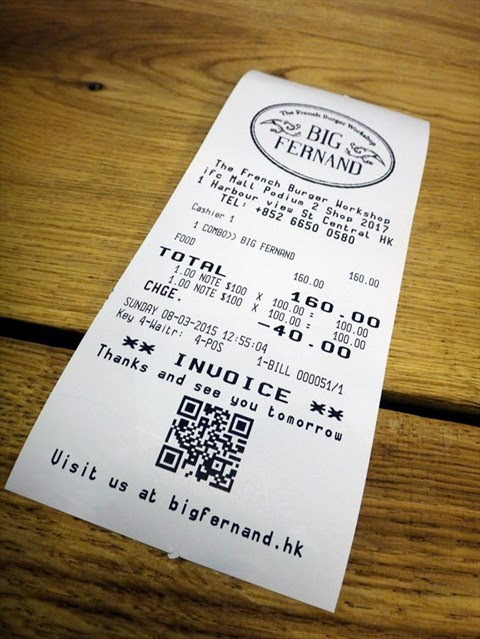 The French Burger Workshop
BIG
FERNAND
The French Burger Workshop
ifc Mall Podium 2 Shop 2017
1 Harbour view St Central HK
TEL: +852 6650 0580
Cashier 1
1 COMBO>> BIG FERNAND 160.00
FOOD 160.00
TOTAL 160.00
1.00 NOTE $100 X 100.00 : 100.00
1.00 NOTE $100 X 100.00 : 100.00
CHGE. -40.00
SUNDAY 08-03-2015 12:55:04 1-BILL 000051/1
Key 4-Waitr: 4-POS
** INVOICE **
Thanks and see you tomorrow
Visit us at bigfernand.hk